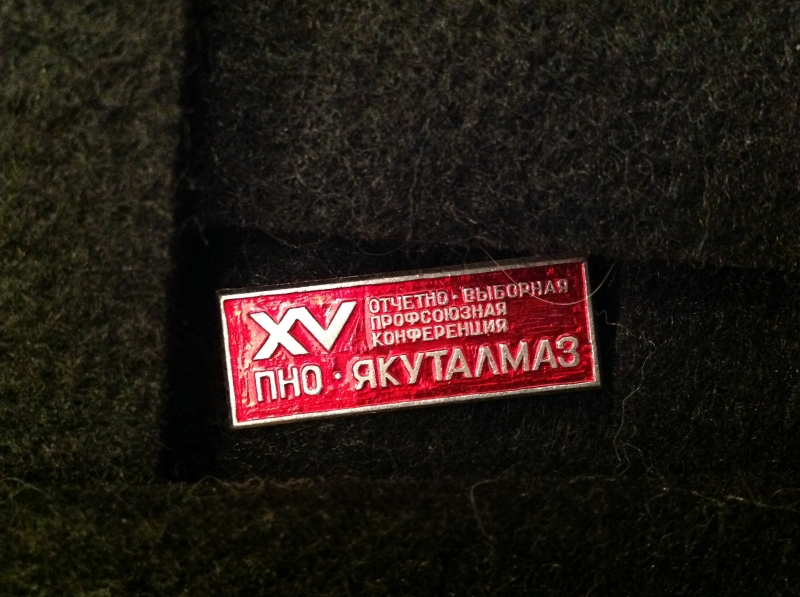 XV
ОТЧЕТНО-ВЫБОРНАЯ
ПРОФСОЮЗНАЯ
КОНФЕРЕНЦИЯ
ПНО·ЯКУТАЛМАЗ